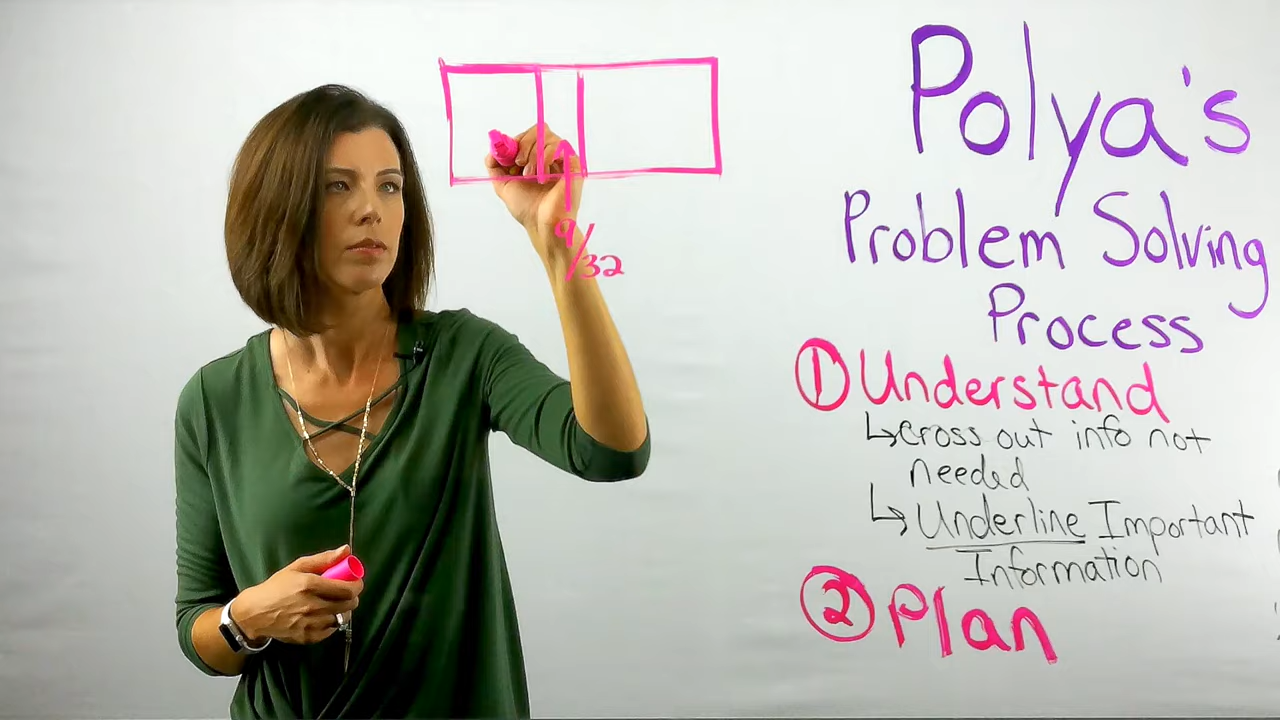 9/32
Polya's
Problem Solving
Process
① Understand
↳ cross out info not
needed
↳ Underline Important
Information
② Plan